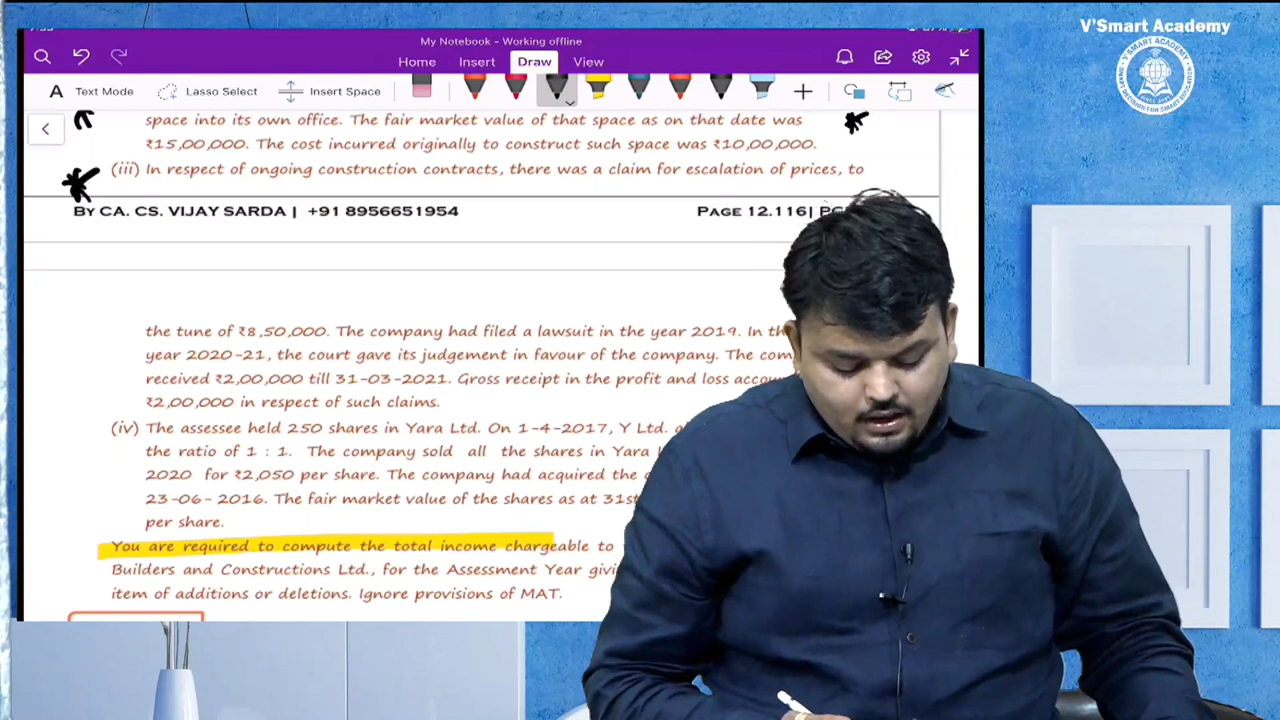 V'Smart Academy
My Notebook - Working offline
Home Insert Draw View
Text Mode Lasso Select Insert Space
space into its own office. The fair market value of that space as on that date was
₹15,00,000. The cost incurred originally to construct such space was ₹10,00,000.
(iii) In respect of ongoing construction contracts, there was a claim for escalation of prices, to
BY CA. CS. VIJAY SARDA | +91 8956651954 PAGE 12.116|
the tune of ₹8,50,000. The company had filed a lawsuit in the year 2019. In
year 2020-21, the court gave its judgement in favour of the company. The
received ₹2,00,000 till 31-03-2021. Gross receipt in the profit and loss
₹2,00,000 in respect of such claims.
(iv) The assessee held 250 shares in Yara Ltd. On 1-4-2017, Y Ltd.
the ratio of 1 : 1. The company sold all the shares in Yara
2020 for ₹2,050 per share. The company had acquired the
23-06-2016. The fair market value of the shares as at 31st
per share.
You are required to compute the total income chargeable to
Builders and Constructions Ltd., for the Assessment Year
item of additions or deletions. Ignore provisions of MAT.